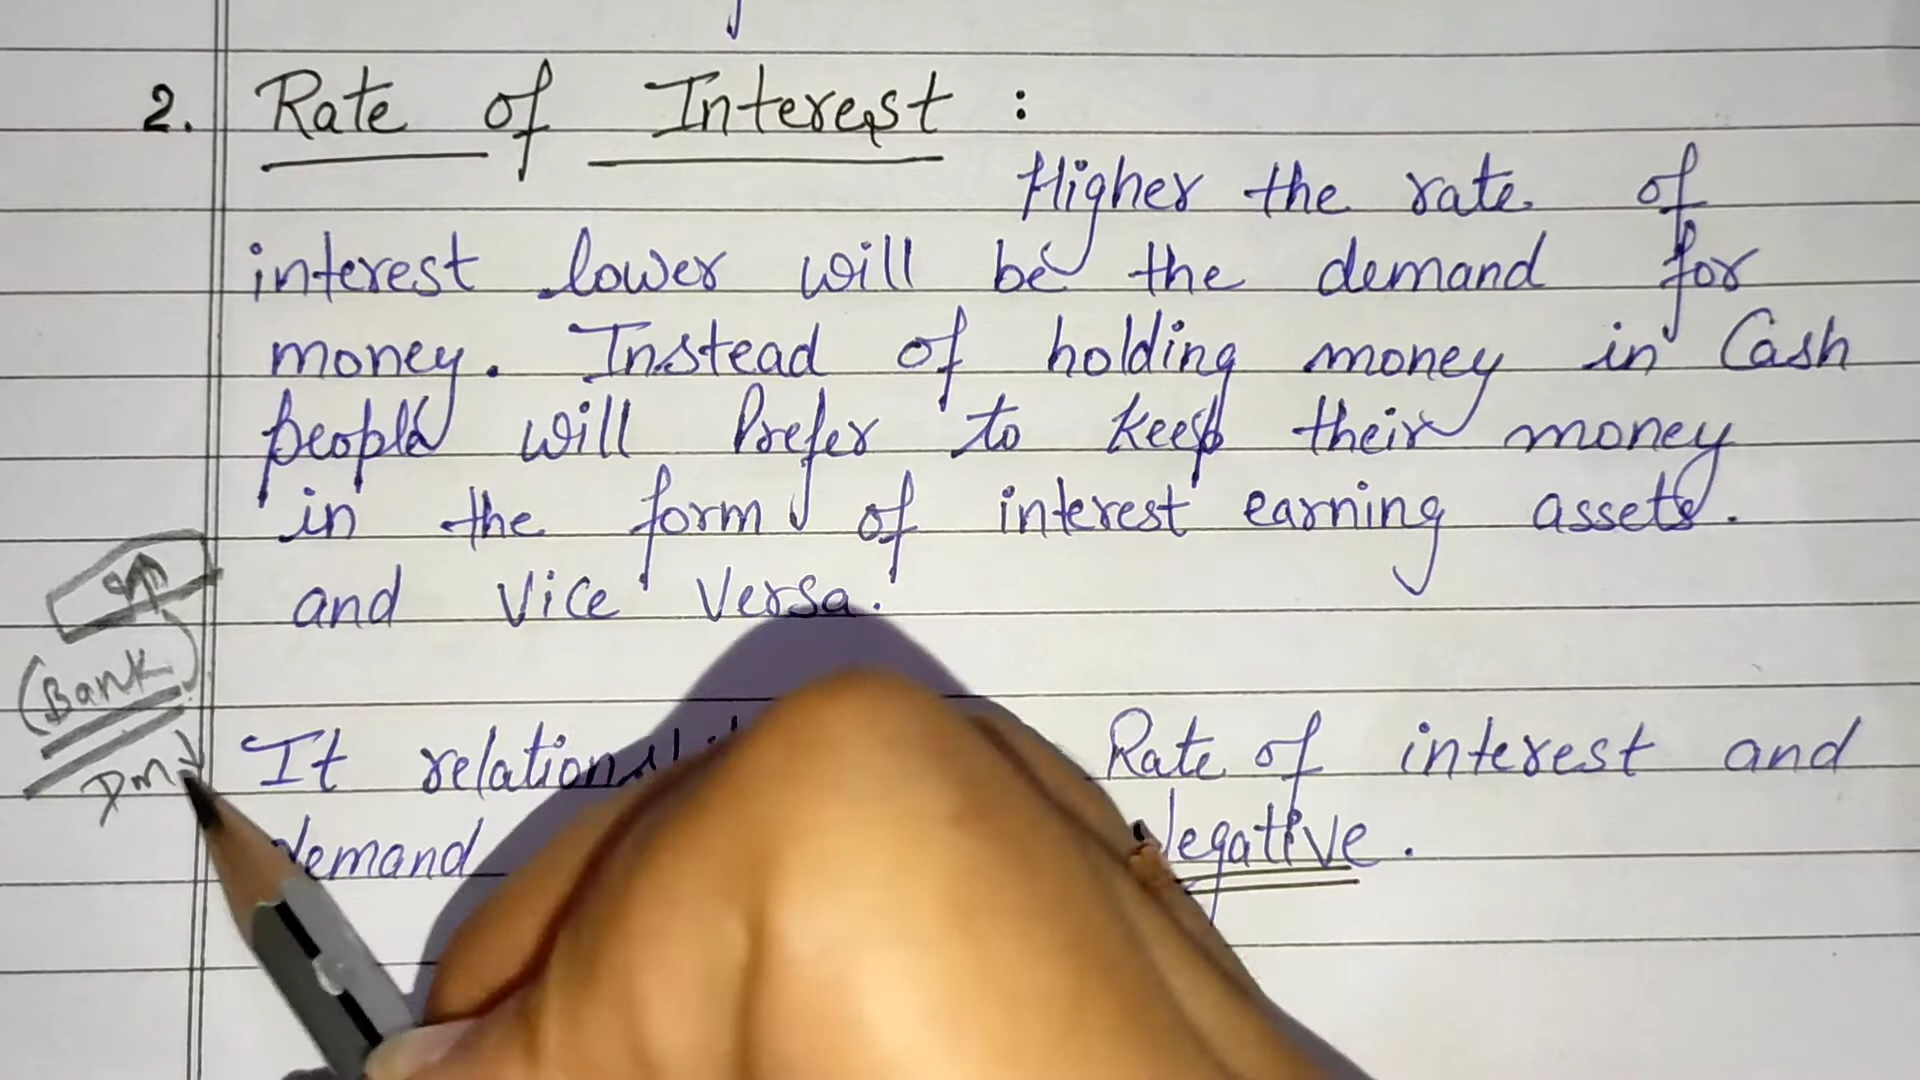 2. Rate of Interest :
Higher the rate of
interest lower will be the demand for
money. Instead of holding money in Cash
people will Prefer to keep their money
in the form of interest earning assets.
and Vice Versa.
(Bank
Dm↓
It Rate of interest and
demand Negative.